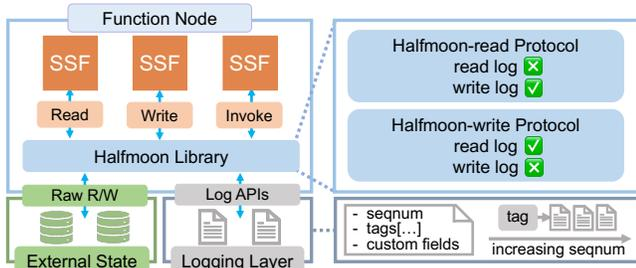 Function Node
SSF SSF SSF
Read Write Invoke
Halfmoon Library
Raw R/W Log APIs
External State Logging Layer
Halfmoon-read Protocol
read log ❎
write log ✅
Halfmoon-write Protocol
read log ✅
write log ❎
- seqnum
- tags[...]
- custom fields
tag
increasing seqnum